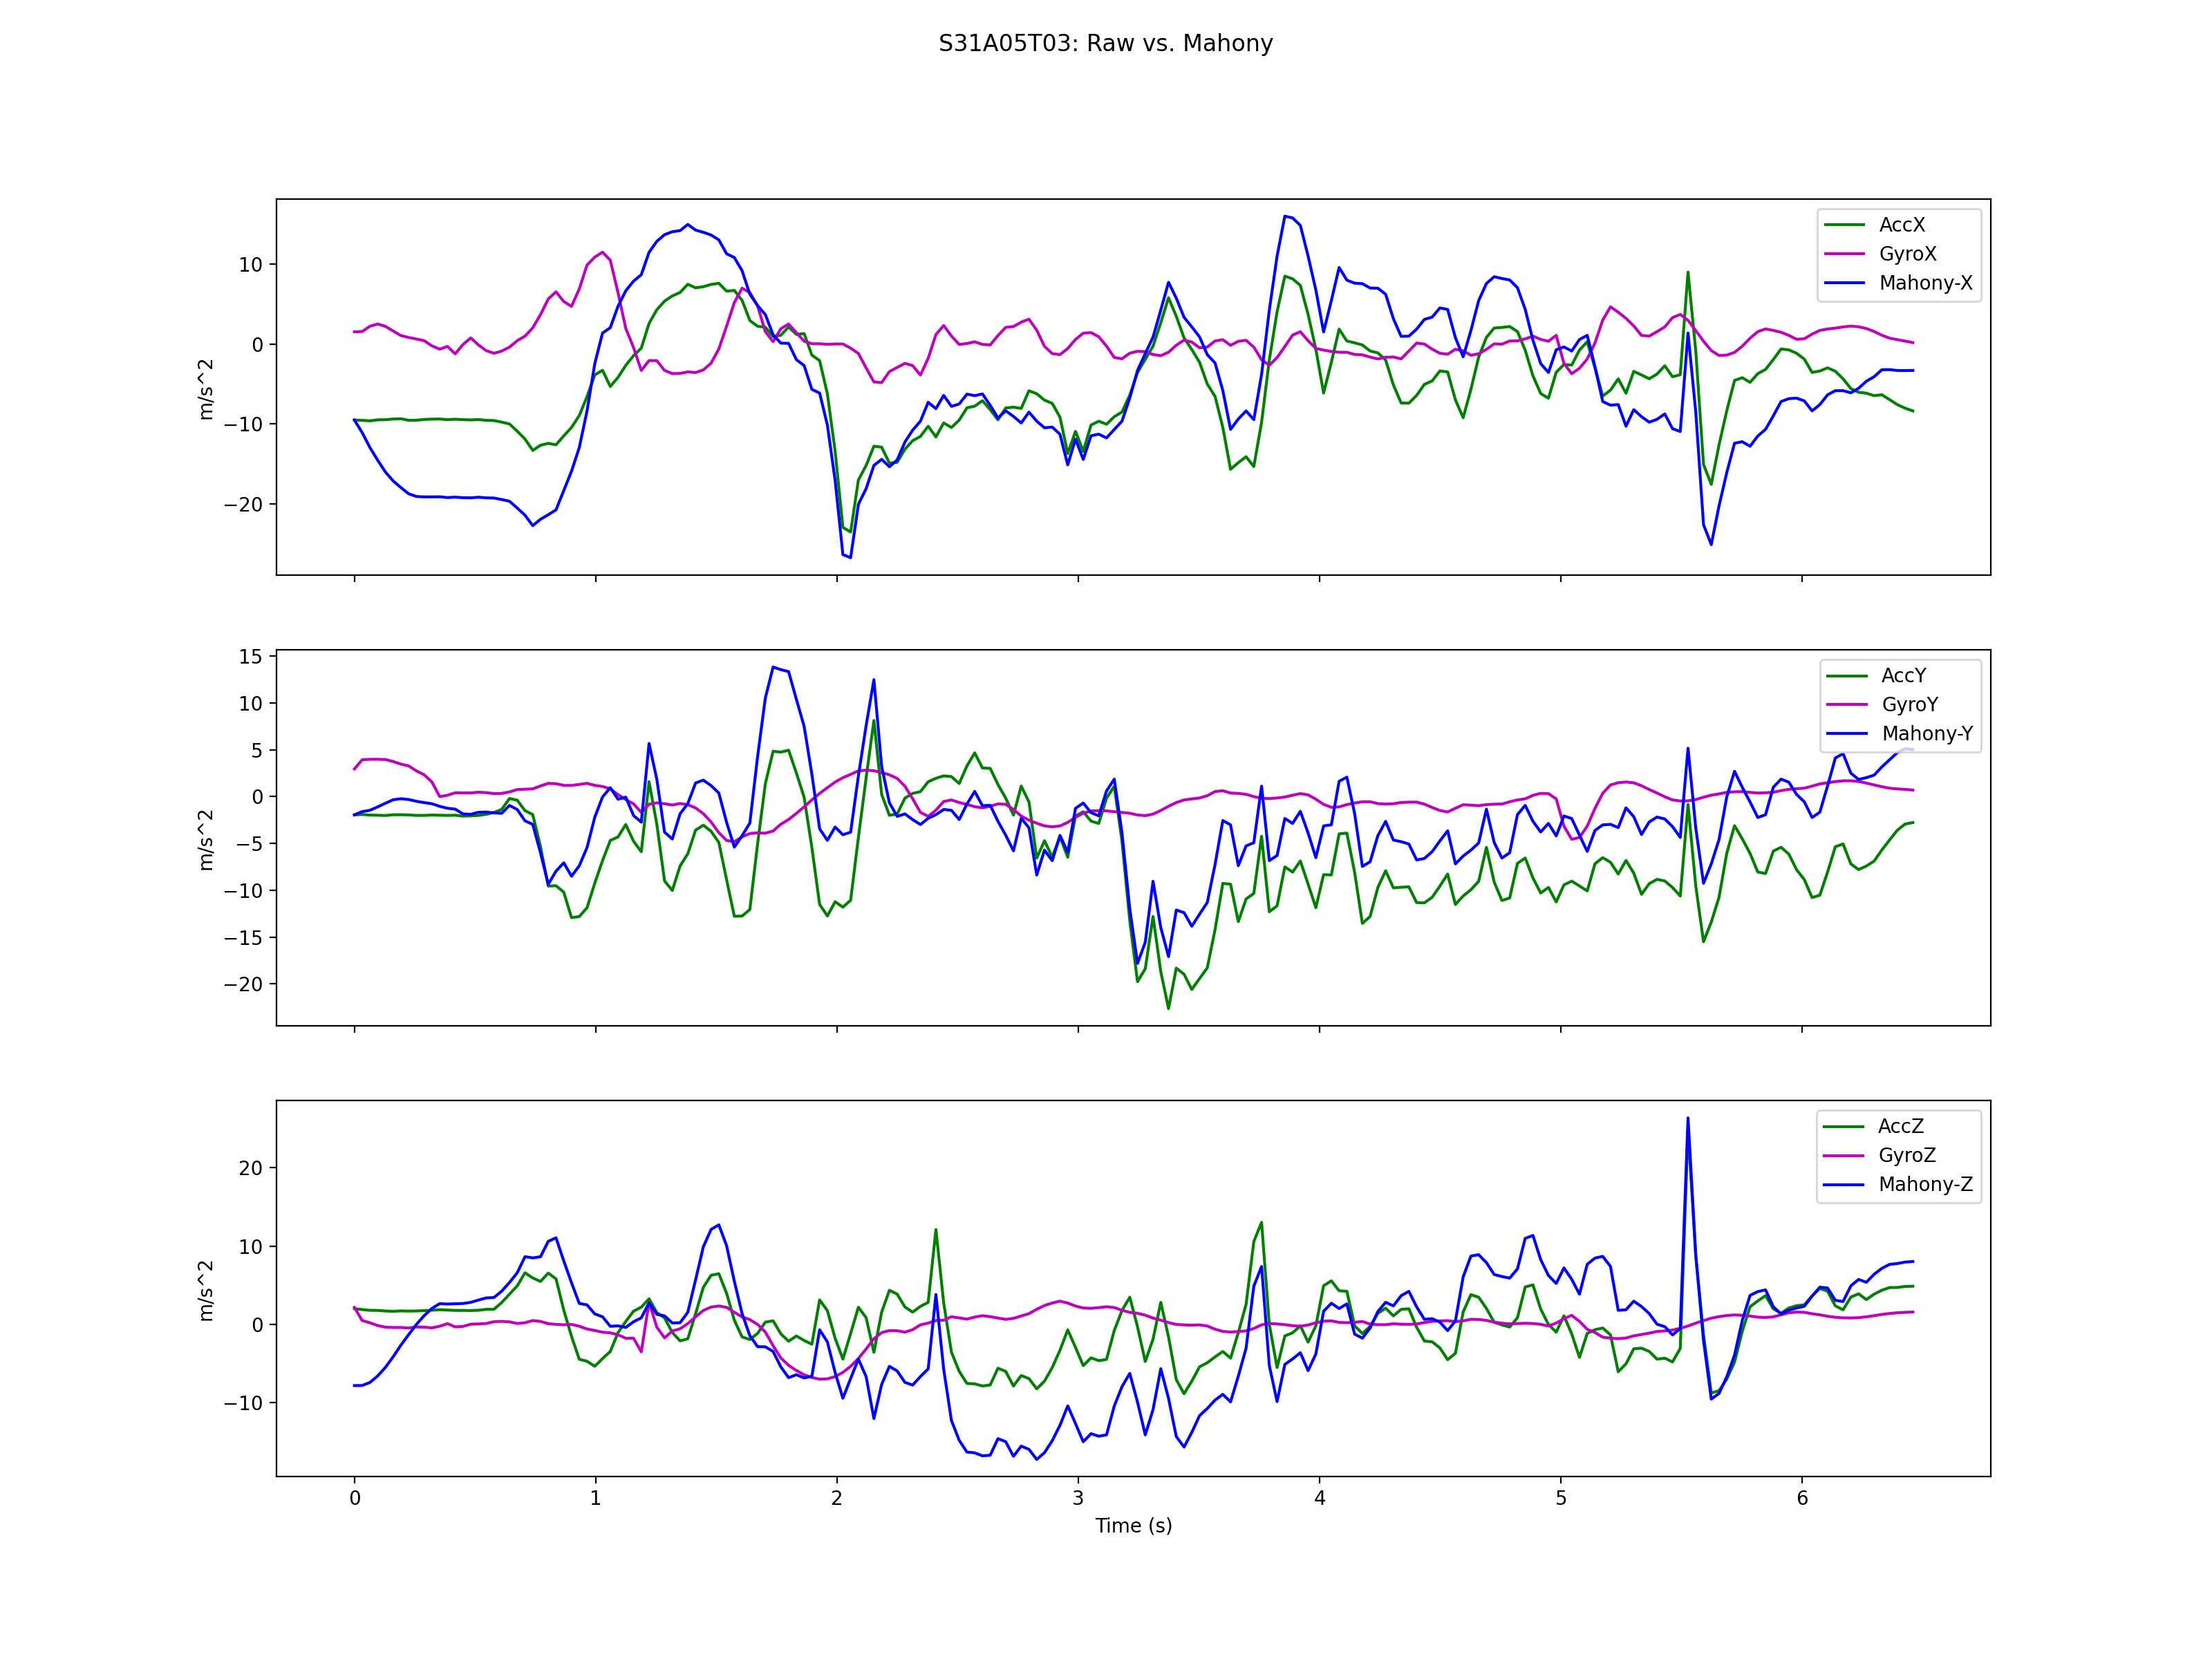 S31A05T03: Raw vs. Mahony
AccX
GyroX
Mahony-X
10
0
−10
−20
m/s^2
AccY
GyroY
Mahony-Y
15
10
5
0
−5
−10
−15
−20
m/s^2
AccZ
GyroZ
Mahony-Z
20
10
0
−10
m/s^2
0 1 2 3 4 5 6
Time (s)